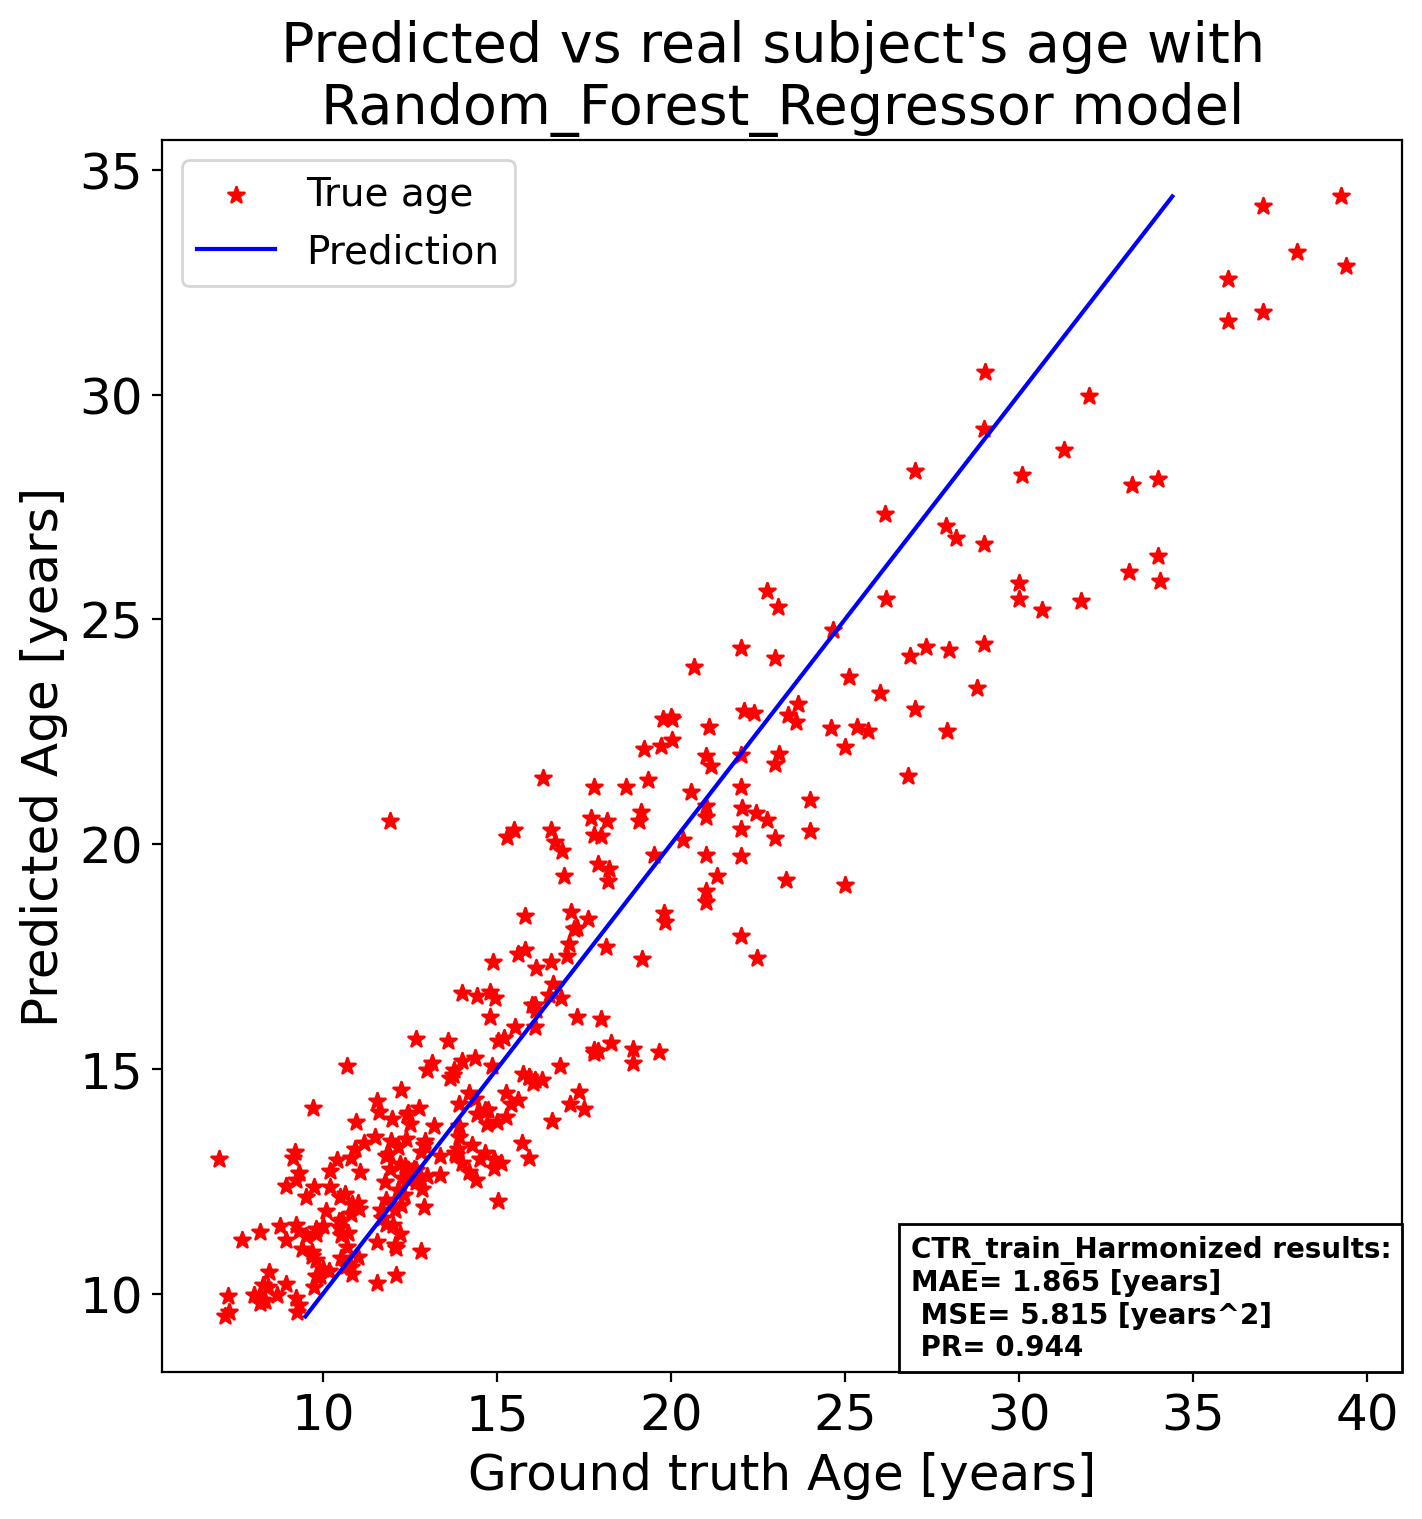 Predicted vs real subject's age with
Random_Forest_Regressor model
True age
Prediction
Predicted Age [years]
35
30
25
20
15
10
CTR_train_Harmonized results:
MAE= 1.865 [years]
MSE= 5.815 [years^2]
PR= 0.944
10 15 20 25 30 35 40
Ground truth Age [years]